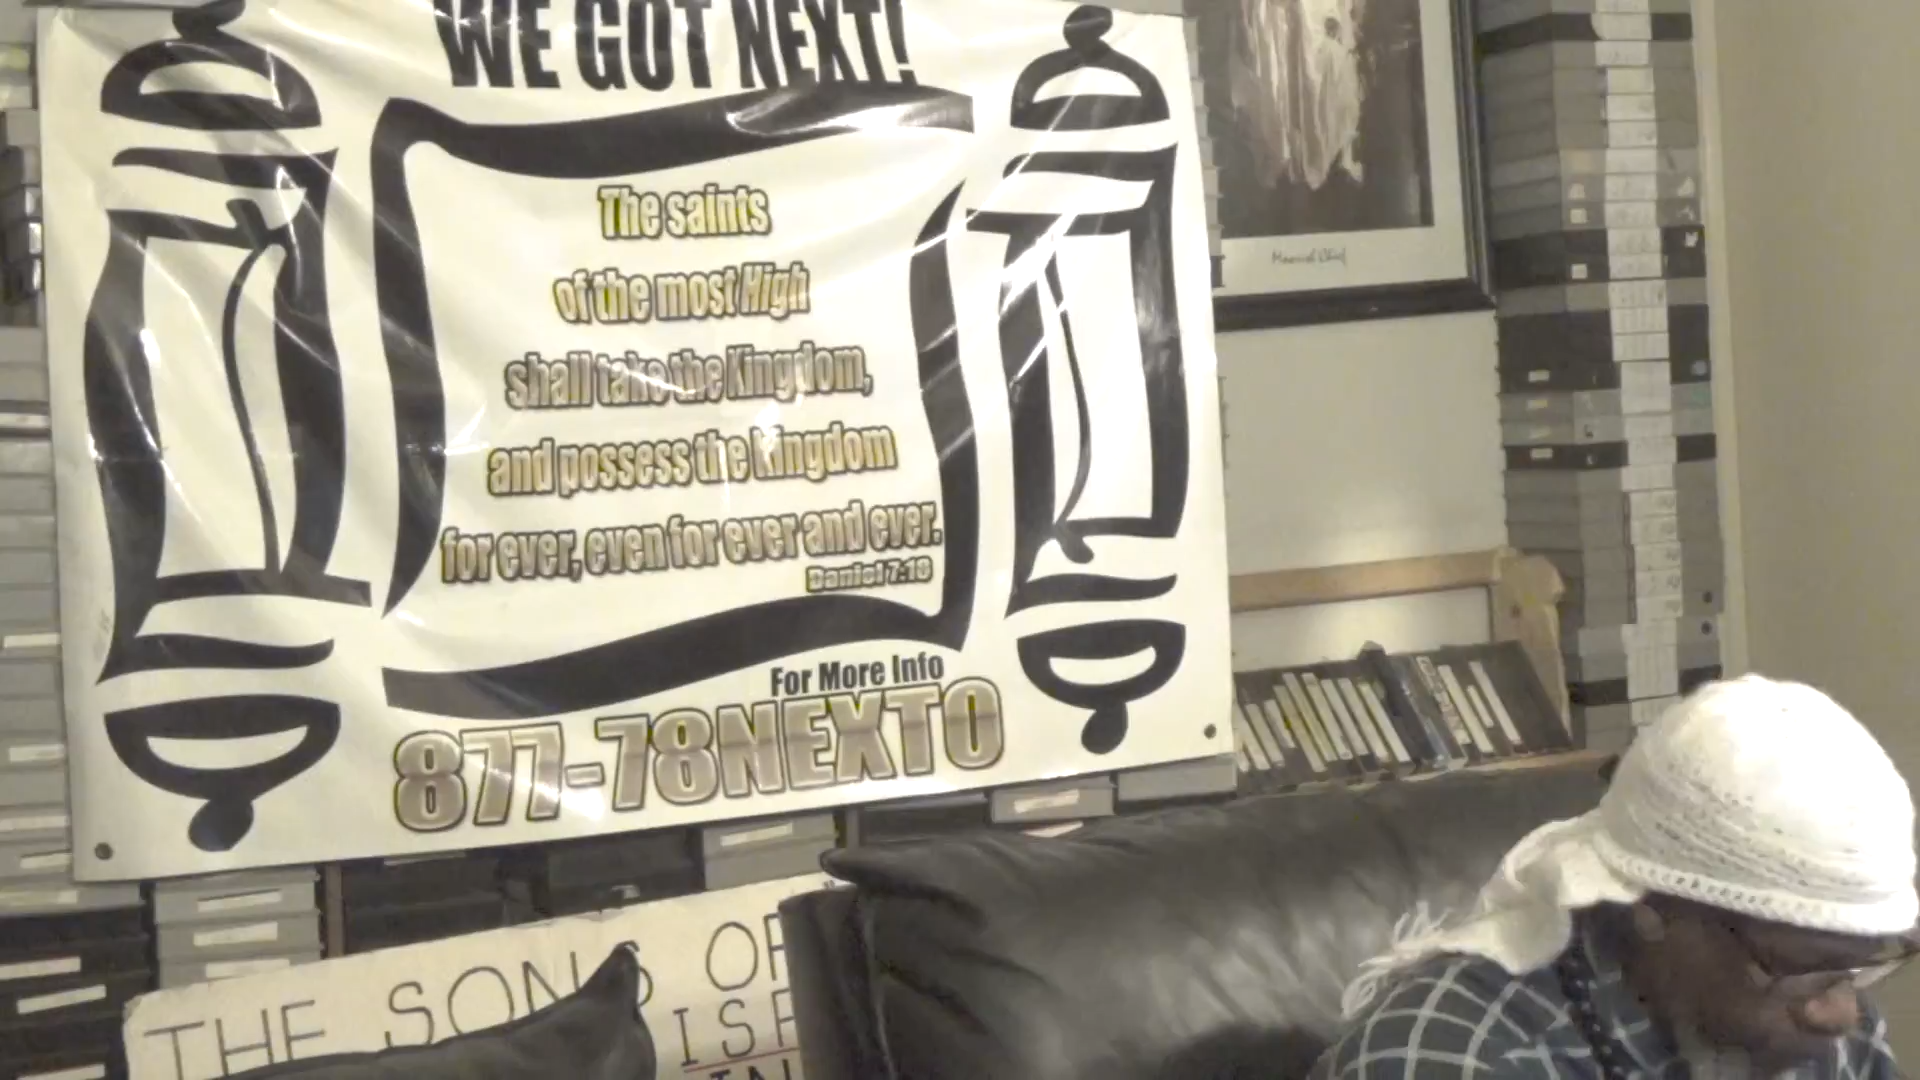 WE GOT NEXT!
The saints
of the most High
shall take the Kingdom,
and possess the kingdom
for ever, even for ever and ever.
Daniel 7:18
For More Info
877-78NEXTO
THE SONS OF
ISR